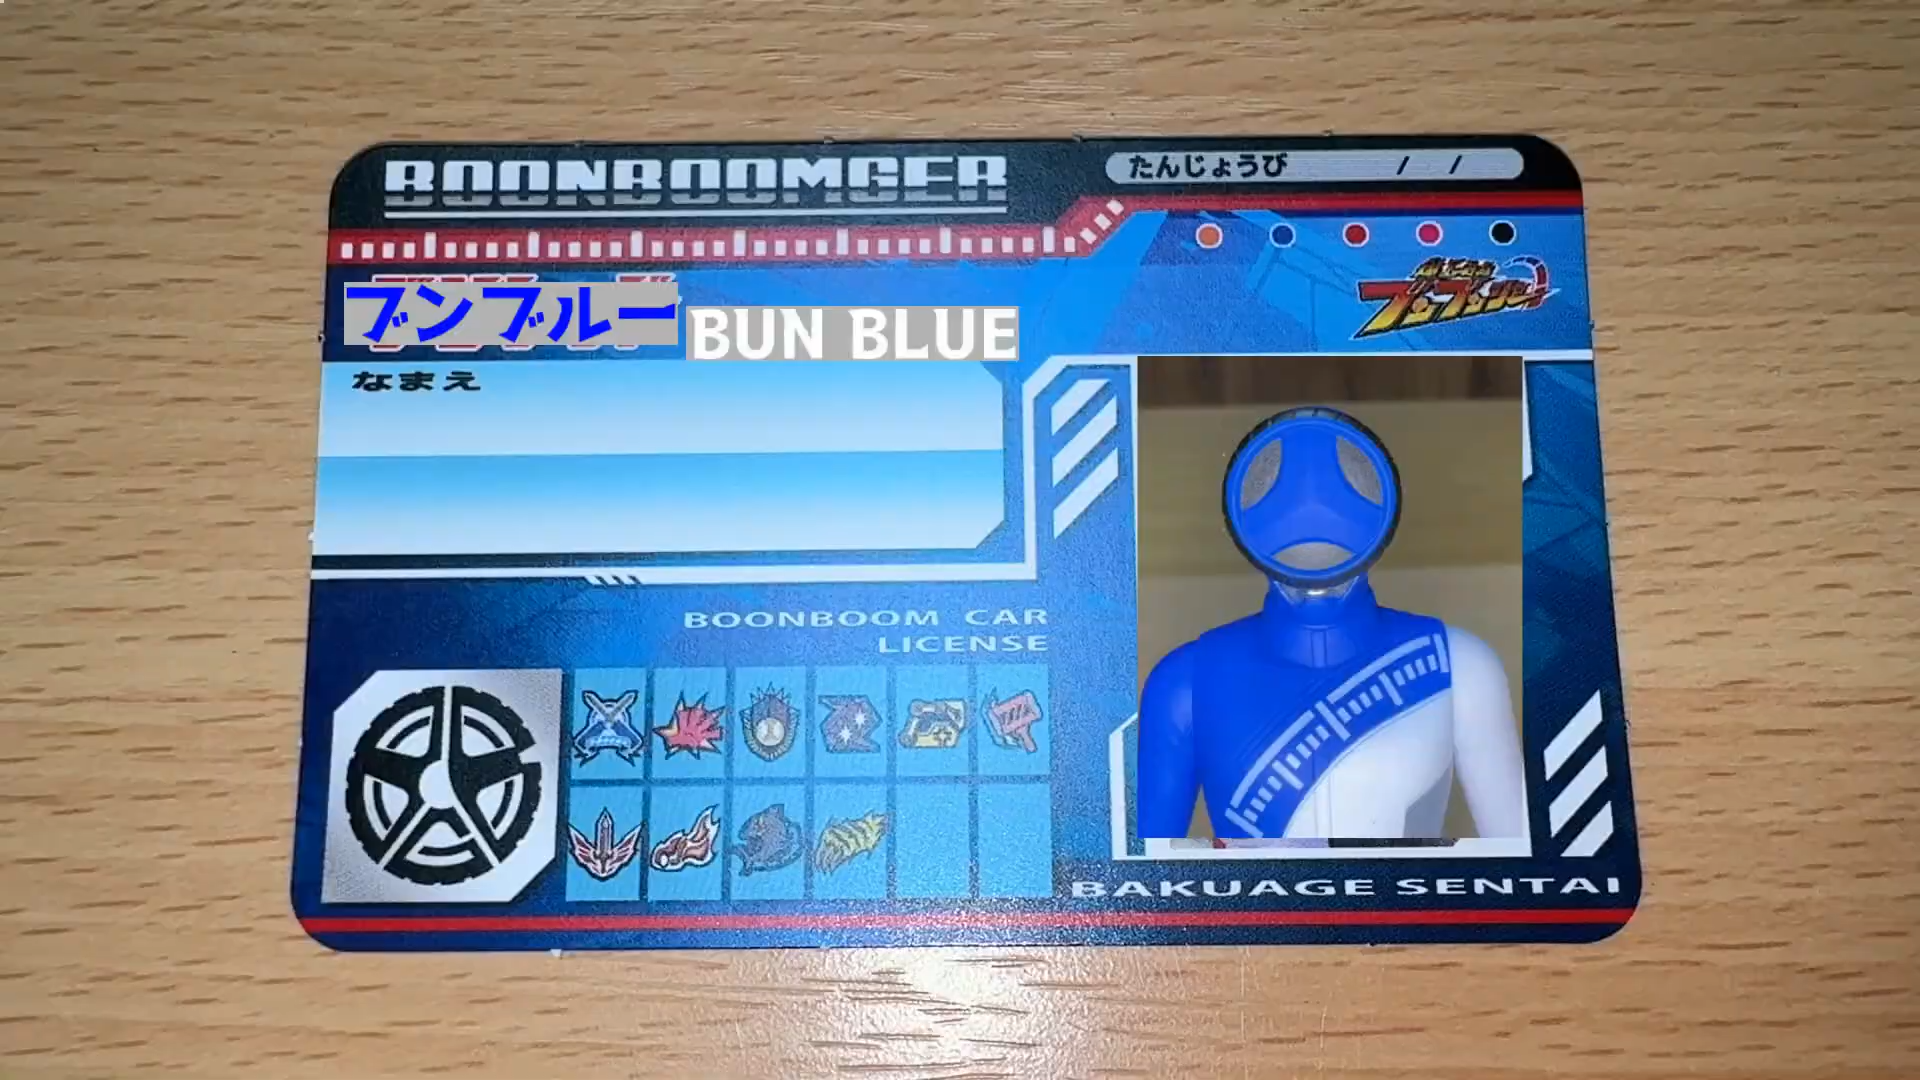 BOONBOOMGER
たんじょうび / /
ブンブルー
BUN BLUE
なまえ
BOONBOOM CAR
LICENSE
BAKUAGE SENTAI